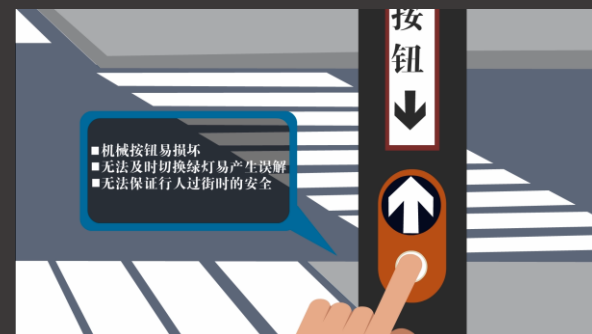 按
钮
■机械按钮易损坏
■无法及时切换绿灯易产生误解
■无法保证行人过街时的安全